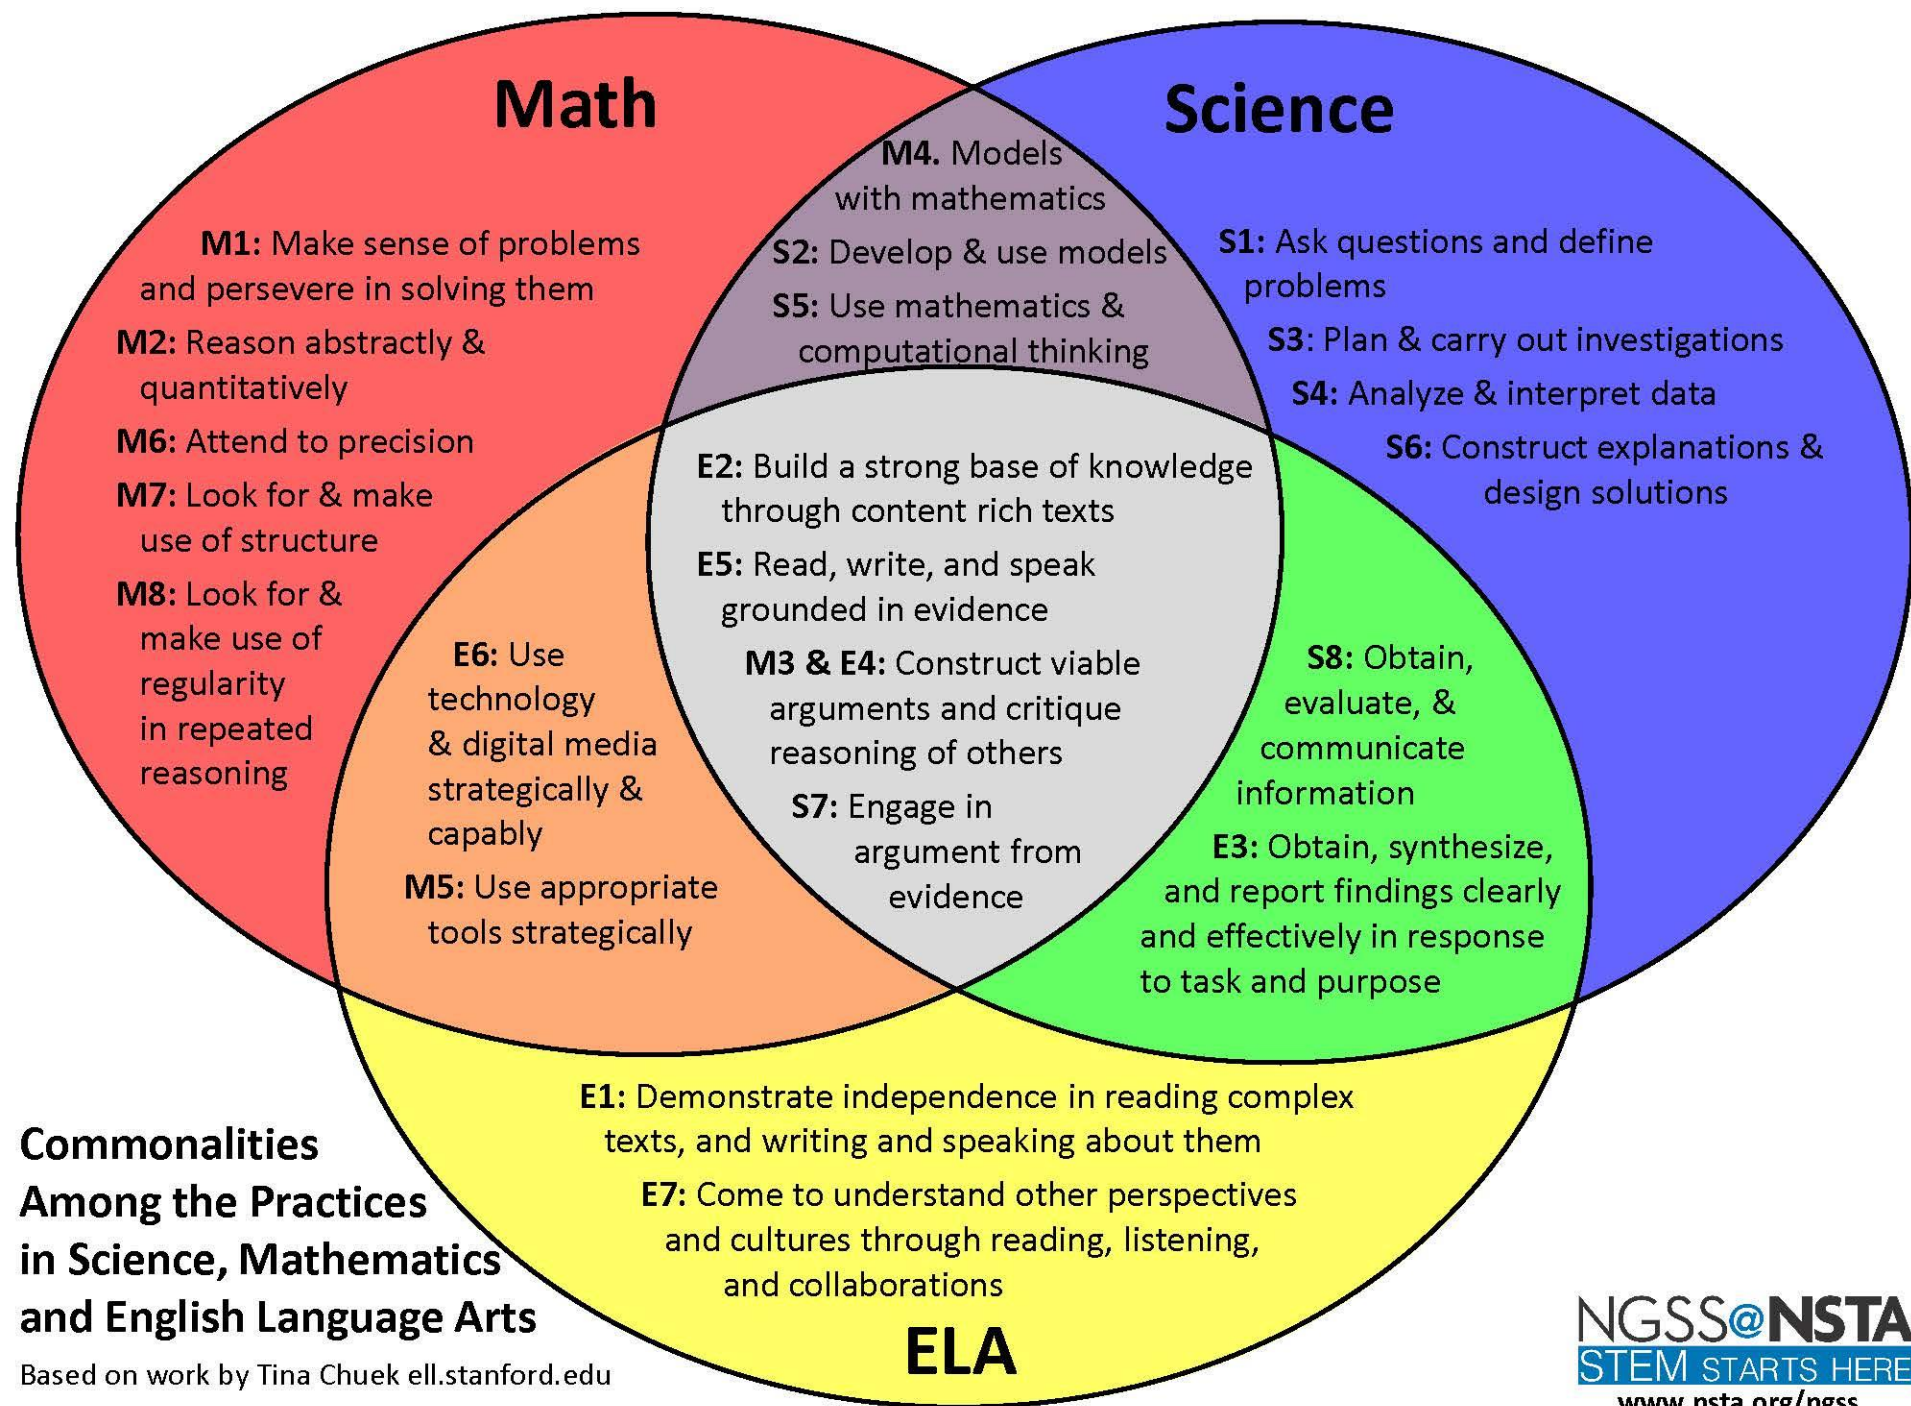 Math
M1: Make sense of problems
and persevere in solving them
M2: Reason abstractly &
quantitatively
M6: Attend to precision
M7: Look for & make
use of structure
M8: Look for &
make use of
regularity
in repeated
reasoning
M4. Models
with mathematics
S2: Develop & use models
S5: Use mathematics &
computational thinking
Science
S1: Ask questions and define
problems
S3: Plan & carry out investigations
S4: Analyze & interpret data
S6: Construct explanations &
design solutions
E2: Build a strong base of knowledge
through content rich texts
E5: Read, write, and speak
grounded in evidence
M3 & E4: Construct viable
arguments and critique
reasoning of others
S7: Engage in
argument from
evidence
E6: Use
technology
& digital media
strategically &
capably
M5: Use appropriate
tools strategically
S8: Obtain,
evaluate, &
communicate
information
E3: Obtain, synthesize,
and report findings clearly
and effectively in response
to task and purpose
E1: Demonstrate independence in reading complex
texts, and writing and speaking about them
E7: Come to understand other perspectives
and cultures through reading, listening,
and collaborations
ELA
Commonalities
Among the Practices
in Science, Mathematics
and English Language Arts
Based on work by Tina Chuek ell.stanford.edu
NGSS@NSTA
STEM STARTS HERE
www.nsta.org/ngss